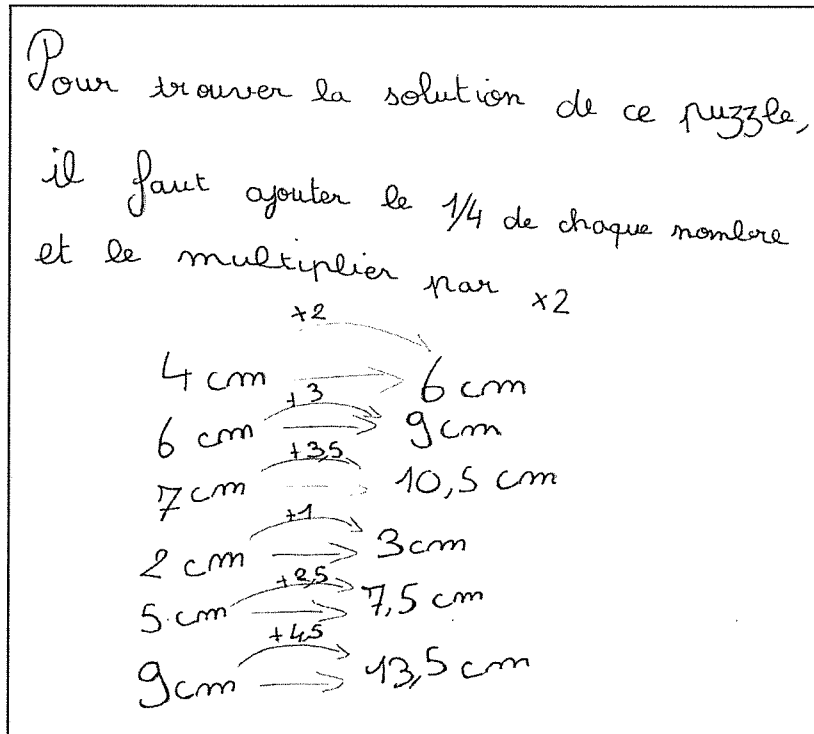 Pour trouver la solution de ce puzzle,
il faut ajouter le 1/4 de chaque nombre
et le multiplier par ×2
+2
4 cm → 6 cm
+3
6 cm → 9 cm
+3,5
7 cm → 10,5 cm
+1
2 cm → 3 cm
+2,5
5 cm → 7,5 cm
+4,5
9 cm → 13,5 cm